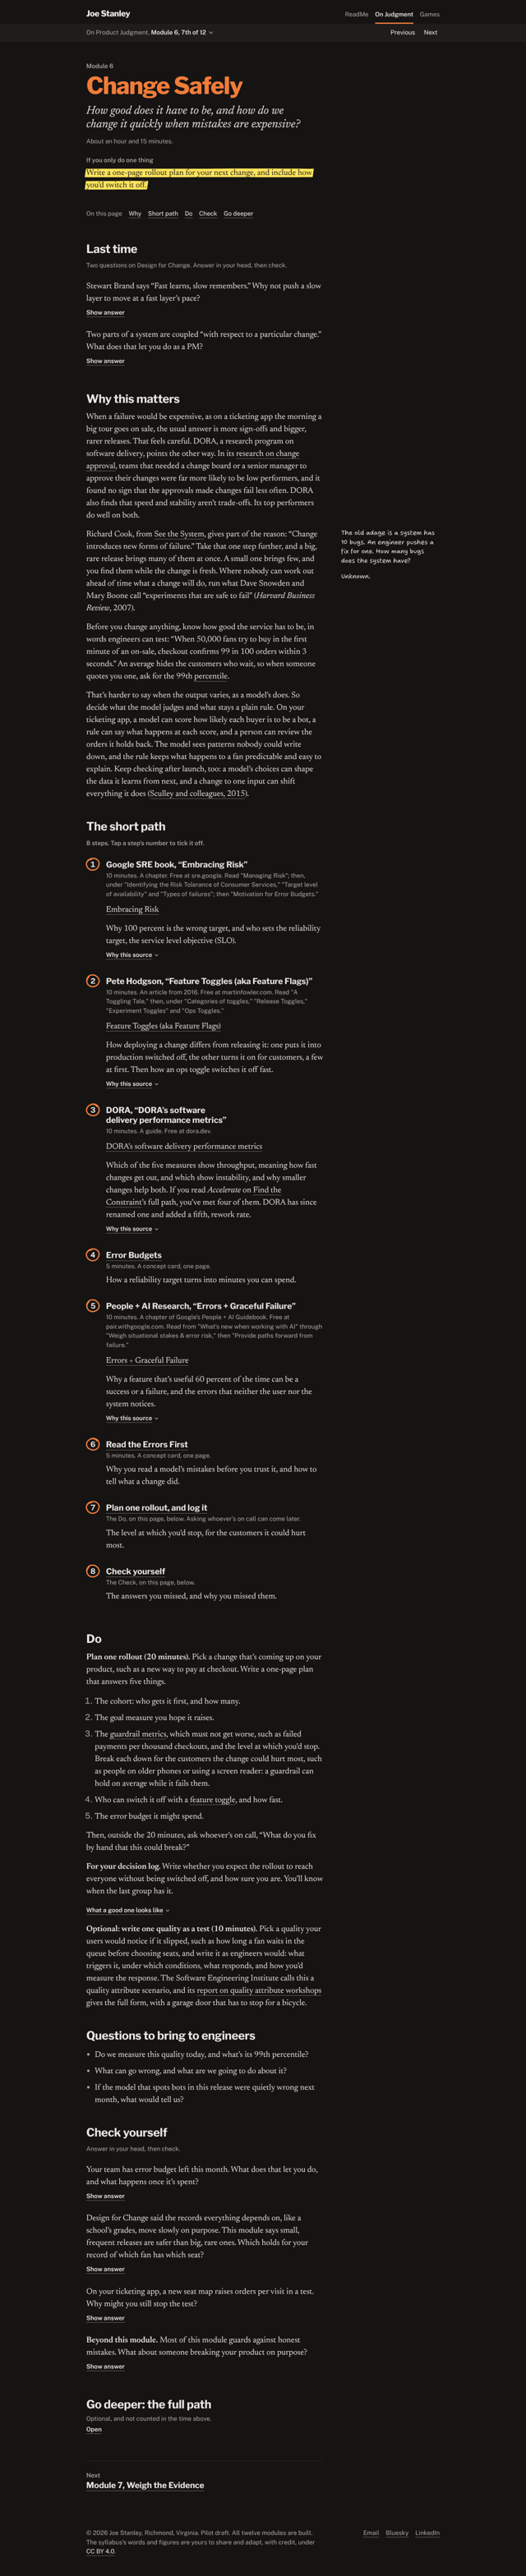 Joe Stanley
ReadMe On Judgment Games
On Product Judgment, Module 6, 7th of 12
Previous Next
Module 6
Change Safely
How good does it have to be, and how do we
change it quickly when mistakes are expensive?
About an hour and 15 minutes.
If you only do one thing
Write a one-page rollout plan for your next change, and include how
you'd switch it off.
On this page Why Short path Do Check Go deeper
Last time
Two questions on Design for Change. Answer in your head, then check.
Stewart Brand says “Fast learns, slow remembers.” Why not push a slow
layer to move at a fast layer's pace?
Show answer
Two parts of a system are coupled “with respect to a particular change.”
What does that let you do as a PM?
Show answer
Why this matters
When a failure would be expensive, as on a ticketing app the morning a
big tour goes on sale, the usual answer is more sign-offs and bigger,
rarer releases. That feels careful. DORA, a research program on
software delivery, points the other way. In its research on change
approval, teams that needed a change board or a senior manager to
approve their changes were far more likely to be low performers, and it
found no sign that the approvals made changes fail less often. DORA
also finds that speed and stability aren't trade-offs. Its top performers
do well on both.
Richard Cook, from See the System, gives part of the reason: “Change
introduces new forms of failure.” Take that one step further, and a big,
rare release brings many of them at once. A small one brings few, and
you find them while the change is fresh. Where nobody can work out
ahead of time what a change will do, run what Dave Snowden and
Mary Boone call “experiments that are safe to fail” (Harvard Business
Review, 2007).
The old adage is a system has
10 bugs. An engineer pushes a
fix for one. How many bugs
does the system have?
Unknown.
Before you change anything, know how good the service has to be, in
words engineers can test: “When 50,000 fans try to buy in the first
minute of an on-sale, checkout confirms 99 in 100 orders within 3
seconds.” An average hides the customers who wait, so when someone
quotes you one, ask for the 99th percentile.
That's harder to say when the output varies, as a model's does. So
decide what the model judges and what stays a plain rule. On your
ticketing app, a model can score how likely each buyer is to be a bot, a
rule can say what happens at each score, and a person can review the
orders it holds back. The model sees patterns nobody could write
down, and the rule keeps what happens to a fan predictable and easy to
explain. Keep checking after launch, too: a model's choices can shape
the data it learns from next, and a change to one input can shift
everything it does (Sculley and colleagues, 2015).
The short path
8 steps. Tap a step's number to tick it off.
1 Google SRE book, “Embracing Risk”
10 minutes. A chapter. Free at sre.google. Read "Managing Risk"; then,
under "Identifying the Risk Tolerance of Consumer Services," "Target level
of availability" and "Types of failures"; then "Motivation for Error Budgets."
Embracing Risk
Why 100 percent is the wrong target, and who sets the reliability
target, the service level objective (SLO).
Why this source
2 Pete Hodgson, “Feature Toggles (aka Feature Flags)”
10 minutes. An article from 2016. Free at martinfowler.com. Read "A
Toggling Tale," then, under "Categories of toggles," "Release Toggles,"
"Experiment Toggles" and "Ops Toggles."
Feature Toggles (aka Feature Flags)
How deploying a change differs from releasing it: one puts it into
production switched off, the other turns it on for customers, a few
at first. Then how an ops toggle switches it off fast.
Why this source
3 DORA, “DORA's software
delivery performance metrics”
10 minutes. A guide. Free at dora.dev.
DORA's software delivery performance metrics
Which of the five measures show throughput, meaning how fast
changes get out, and which show instability, and why smaller
changes help both. If you read Accelerate on Find the
Constraint's full path, you've met four of them. DORA has since
renamed one and added a fifth, rework rate.
Why this source
4 Error Budgets
5 minutes. A concept card, one page.
How a reliability target turns into minutes you can spend.
5 People + AI Research, “Errors + Graceful Failure”
10 minutes. A chapter of Google's People + AI Guidebook. Free at
pair.withgoogle.com. Read from "What's new when working with AI" through
"Weigh situational stakes & error risk," then "Provide paths forward from
failure."
Errors + Graceful Failure
Why a feature that's useful 60 percent of the time can be a
success or a failure, and the errors that neither the user nor the
system notices.
Why this source
6 Read the Errors First
5 minutes. A concept card, one page.
Why you read a model's mistakes before you trust it, and how to
tell what a change did.
7 Plan one rollout, and log it
The Do, on this page, below. Asking whoever's on call can come later.
The level at which you'd stop, for the customers it could hurt
most.
8 Check yourself
The Check, on this page, below.
The answers you missed, and why you missed them.
Do
Plan one rollout (20 minutes). Pick a change that's coming up on your
product, such as a new way to pay at checkout. Write a one-page plan
that answers five things.
1. The cohort: who gets it first, and how many.
2. The goal measure you hope it raises.
3. The guardrail metrics, which must not get worse, such as failed
payments per thousand checkouts, and the level at which you'd stop.
Break each down for the customers the change could hurt most, such
as people on older phones or using a screen reader: a guardrail can
hold on average while it fails them.
4. Who can switch it off with a feature toggle, and how fast.
5. The error budget it might spend.
Then, outside the 20 minutes, ask whoever's on call, “What do you fix
by hand that this could break?”
For your decision log. Write whether you expect the rollout to reach
everyone without being switched off, and how sure you are. You'll know
when the last group has it.
What a good one looks like
Optional: write one quality as a test (10 minutes). Pick a quality your
users would notice if it slipped, such as how long a fan waits in the
queue before choosing seats, and write it as engineers would: what
triggers it, under which conditions, what responds, and how you'd
measure the response. The Software Engineering Institute calls this a
quality attribute scenario, and its report on quality attribute workshops
gives the full form, with a garage door that has to stop for a bicycle.
Questions to bring to engineers
• Do we measure this quality today, and what's its 99th percentile?
• What can go wrong, and what are we going to do about it?
• If the model that spots bots in this release were quietly wrong next
month, what would tell us?
Check yourself
Answer in your head, then check.
Your team has error budget left this month. What does that let you do,
and what happens once it's spent?
Show answer
Design for Change said the records everything depends on, like a
school's grades, move slowly on purpose. This module says small,
frequent releases are safer than big, rare ones. Which holds for your
record of which fan has which seat?
Show answer
On your ticketing app, a new seat map raises orders per visit in a test.
Why might you still stop the test?
Show answer
Beyond this module. Most of this module guards against honest
mistakes. What about someone breaking your product on purpose?
Show answer
Go deeper: the full path
Optional, and not counted in the time above.
Open
Next
Module 7, Weigh the Evidence
© 2026 Joe Stanley, Richmond, Virginia. Pilot draft. All twelve modules are built.
The syllabus's words and figures are yours to share and adapt, with credit, under
CC BY 4.0.
Email Bluesky LinkedIn